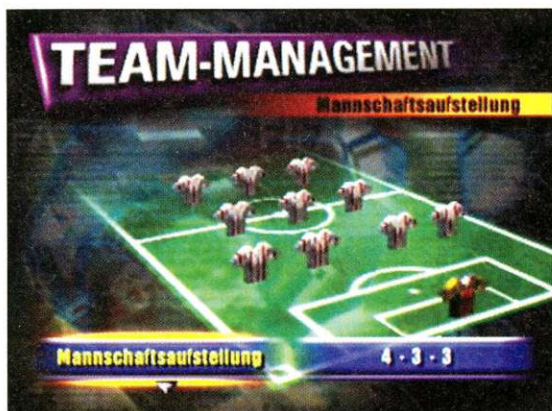 TEAM-MANAGEMENT
Mannschaftsaufstellung
Mannschaftsaufstellung 4 - 3 - 3